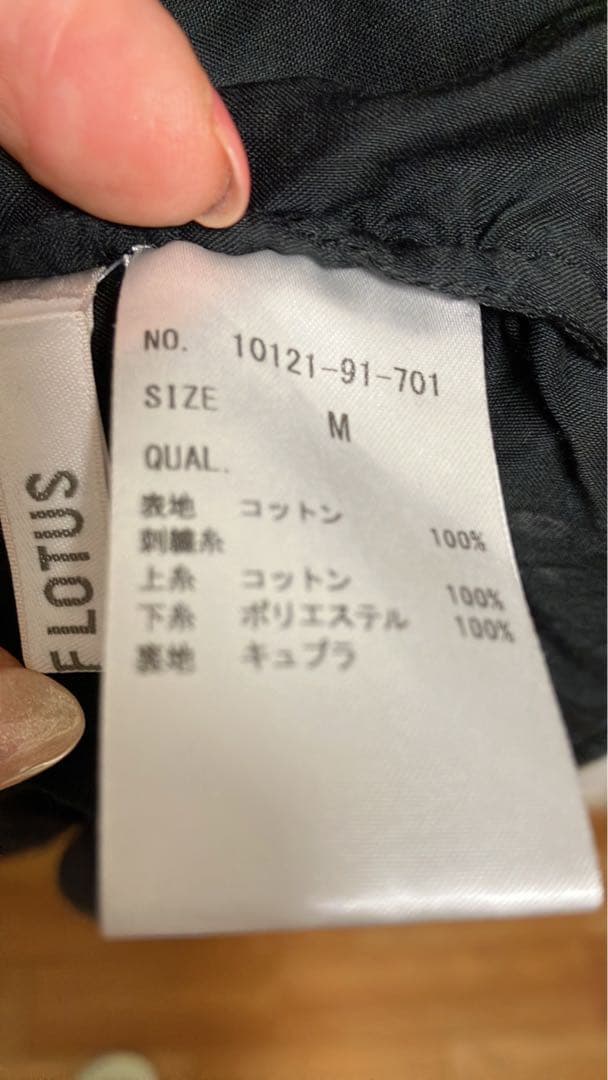 NO. 10121-91-701
SIZE M
QUAL.
表地 コットン
刺繍糸 100%
上糸 コットン 100%
下糸 ポリエステル 100%
裏地 キュプラ
F LOTUS